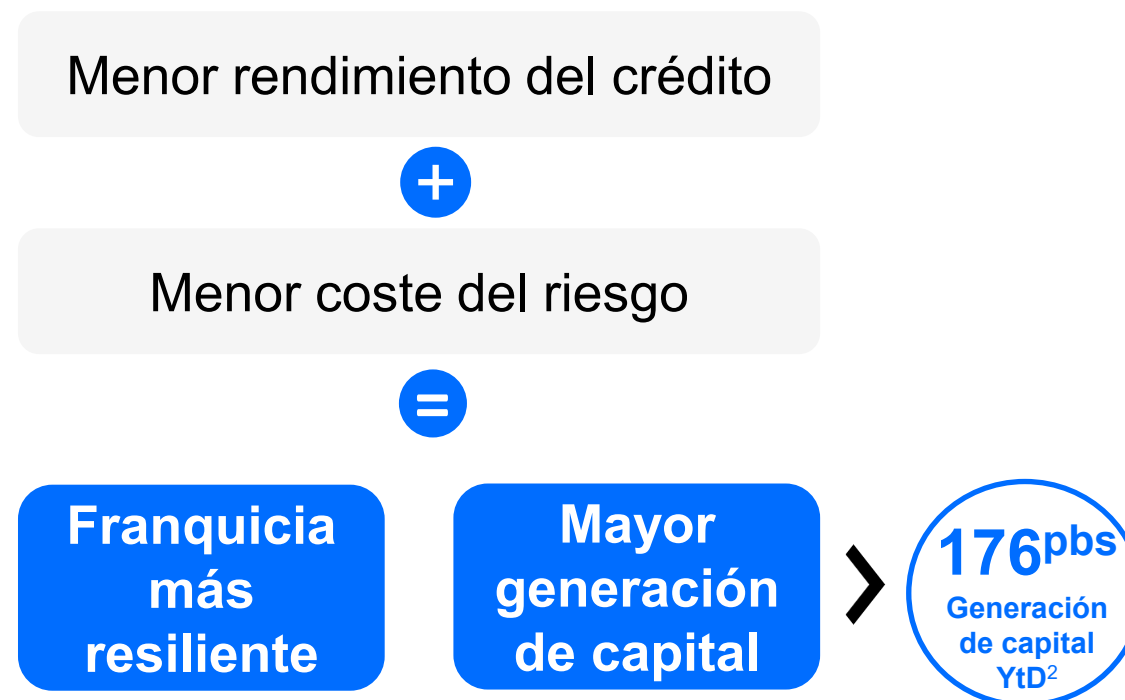 Menor rendimiento del crédito
+
Menor coste del riesgo
=
Franquicia
más
resiliente
Mayor
generación
de capital
176pbs
Generación
de capital
YtD²